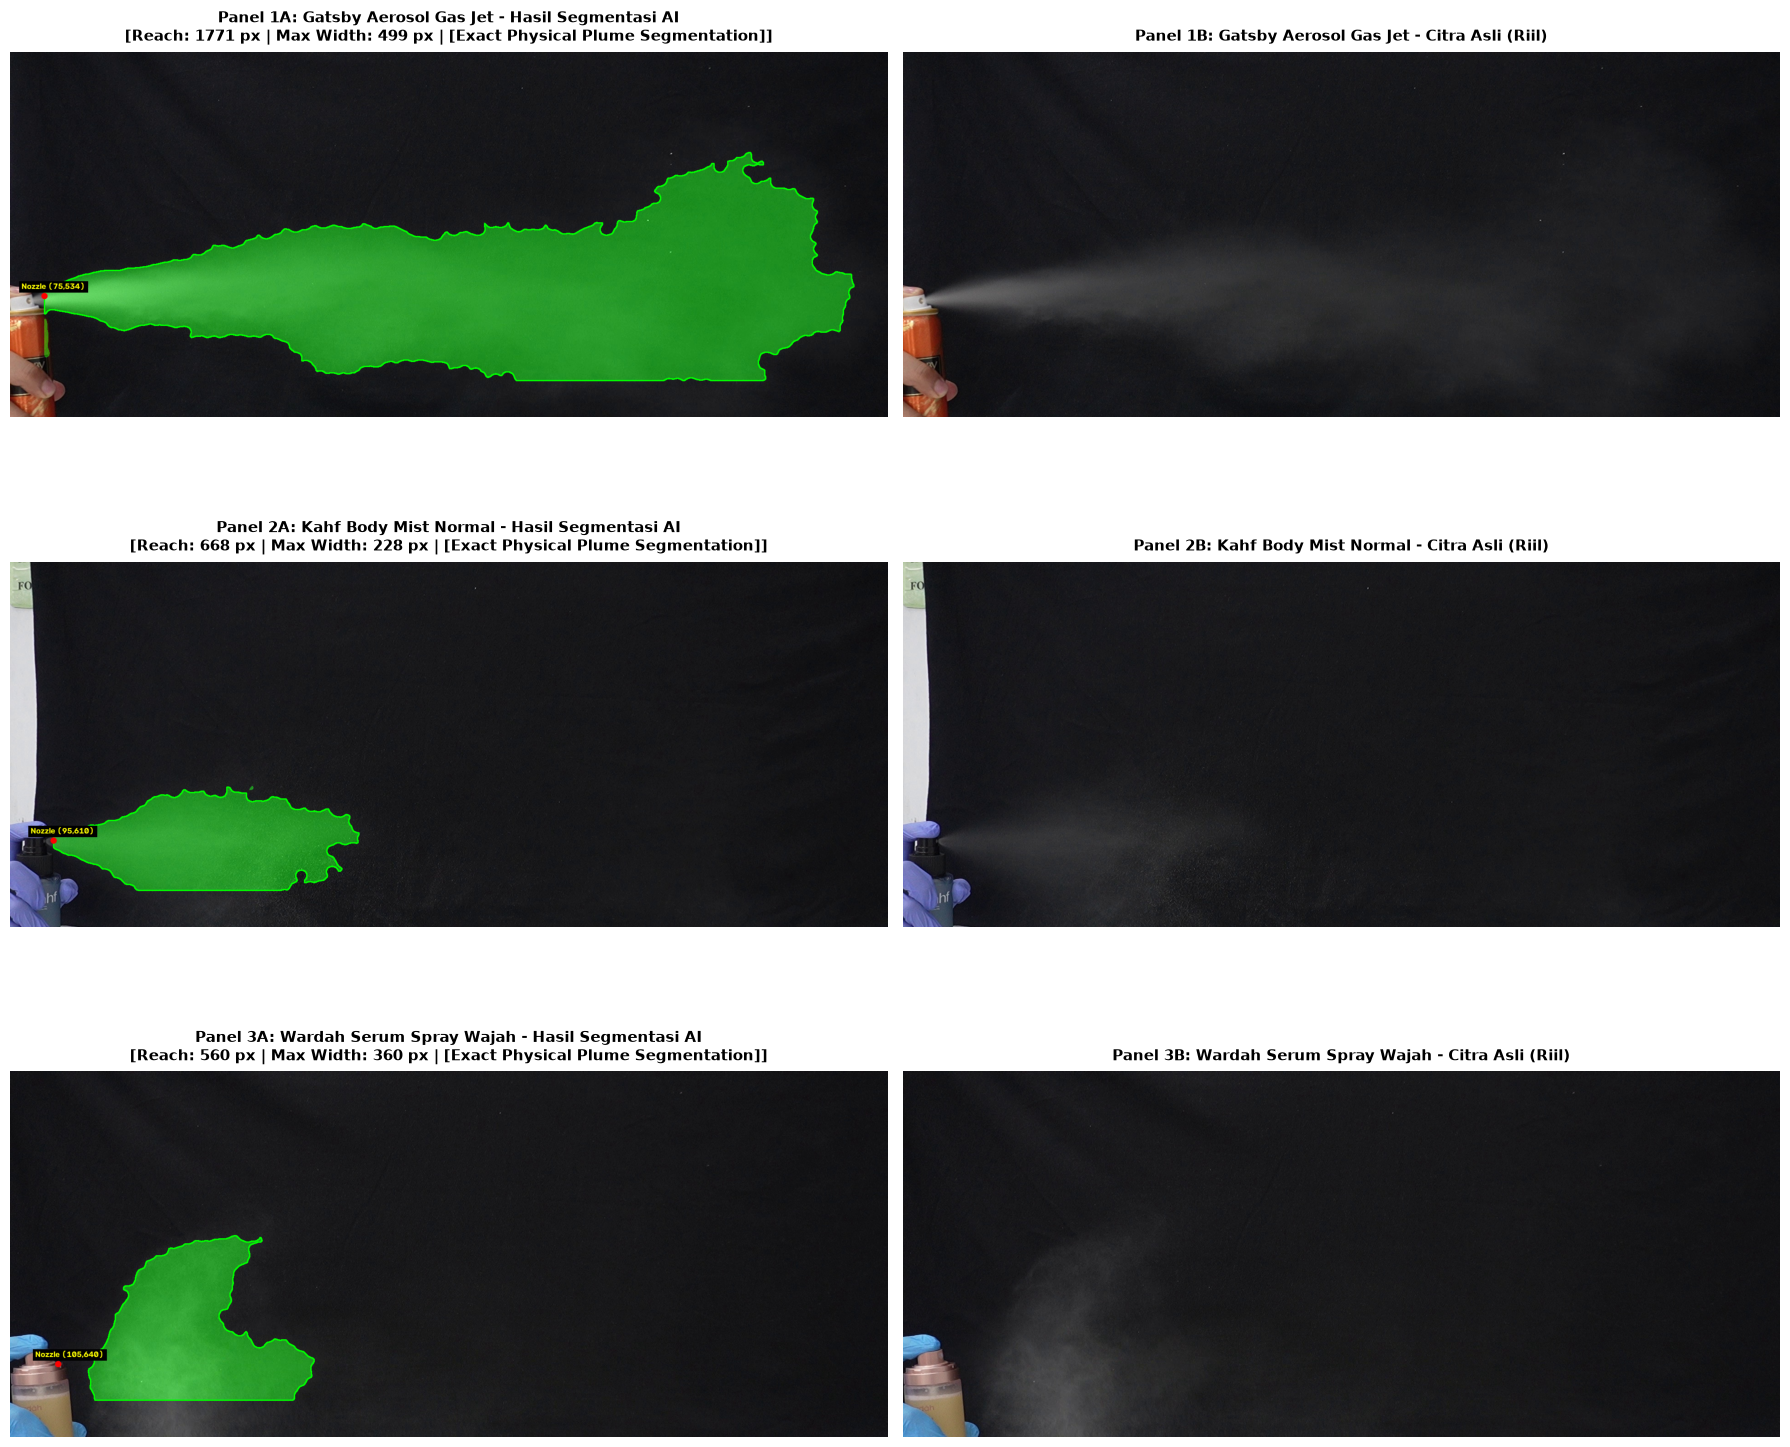 Panel 1A: Gatsby Aerosol Gas Jet - Hasil Segmentasi AI
[Reach: 1771 px | Max Width: 499 px | [Exact Physical Plume Segmentation]]
Panel 1B: Gatsby Aerosol Gas Jet - Citra Asli (Riil)
Nozzle (75,534)
Panel 2A: Kahf Body Mist Normal - Hasil Segmentasi AI
[Reach: 668 px | Max Width: 228 px | [Exact Physical Plume Segmentation]]
Panel 2B: Kahf Body Mist Normal - Citra Asli (Riil)
FO
FO
Nozzle (95,610)
hf
hf
Panel 3A: Wardah Serum Spray Wajah - Hasil Segmentasi AI
[Reach: 560 px | Max Width: 360 px | [Exact Physical Plume Segmentation]]
Panel 3B: Wardah Serum Spray Wajah - Citra Asli (Riil)
Nozzle (105,640)